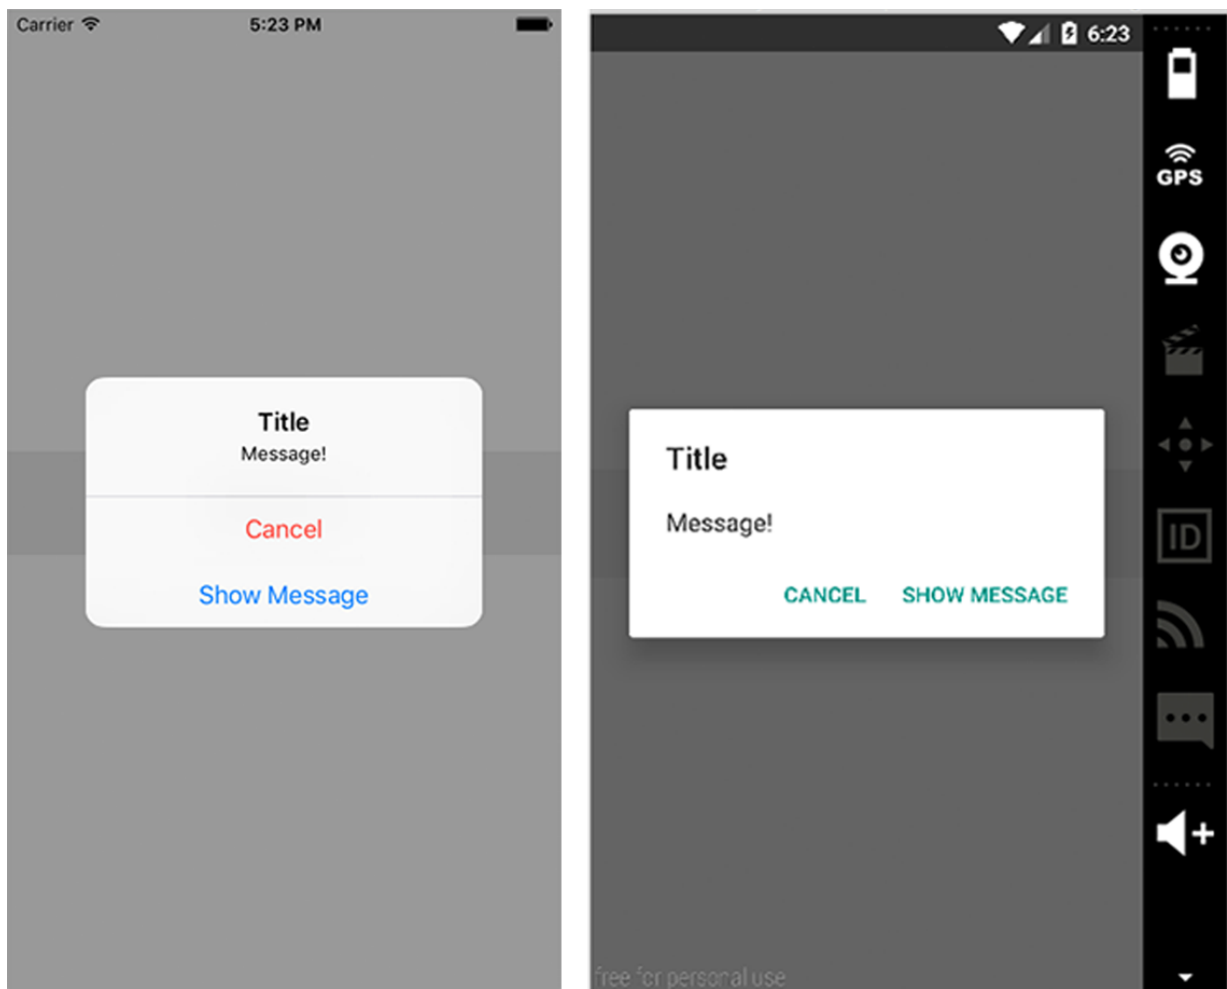 Carrier 5:23 PM
Title
Message!
Cancel
Show Message
6:23
Title
Message!
CANCEL SHOW MESSAGE
free for personal use
GPS
ID